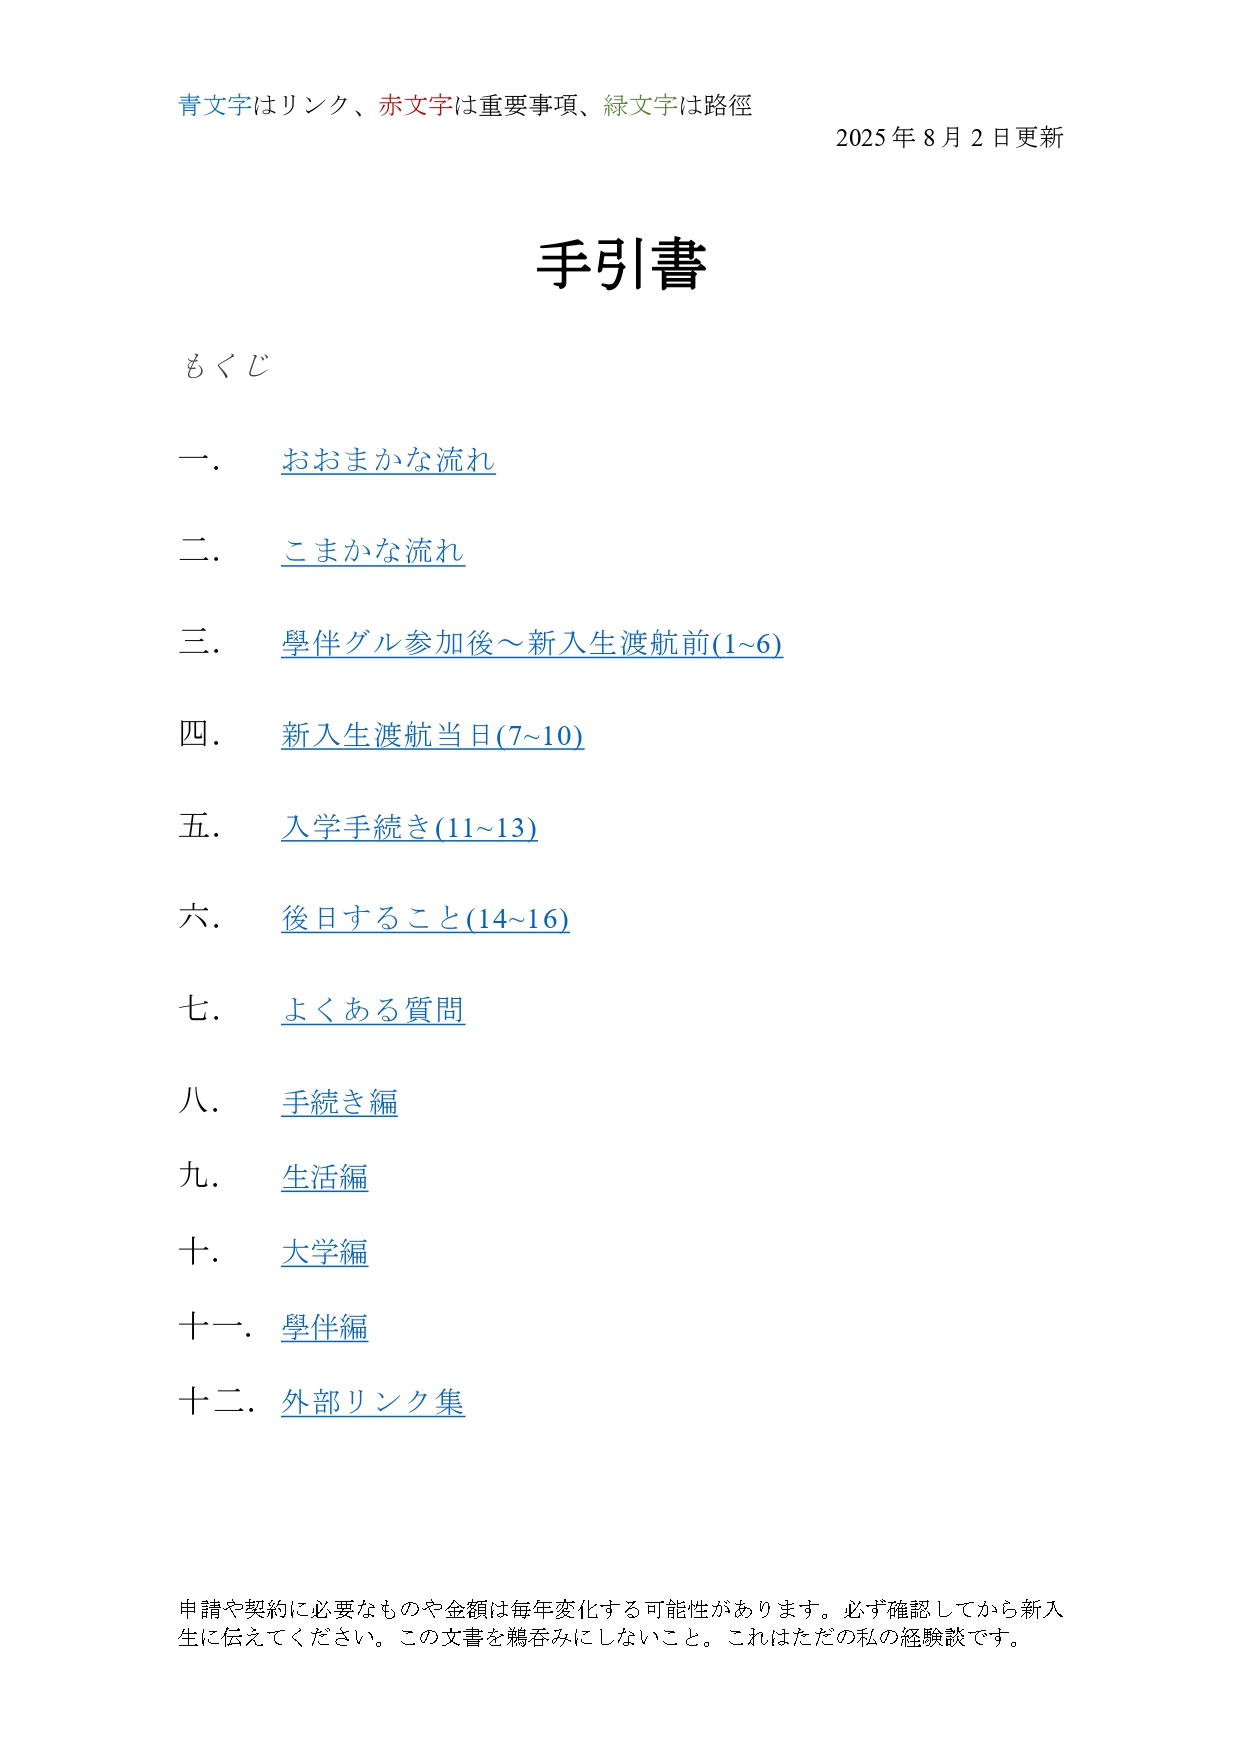 青文字はリンク、赤文字は重要事項、緑文字は路徑
2025年8月2日更新
手引書
もくじ
一. おおまかな流れ
二. こまかな流れ
三. 學伴グル参加後～新入生渡航前(1~6)
四. 新入生渡航当日(7~10)
五. 入学手続き(11~13)
六. 後日すること(14~16)
七. よくある質問
八. 手続き編
九. 生活編
十. 大学編
十一. 學伴編
十二. 外部リンク集
申請や契約に必要なものや金額は毎年変化する可能性があります。必ず確認してから新入
生に伝えてください。この文書を鵜呑みにしないこと。これはただの私の経験談です。